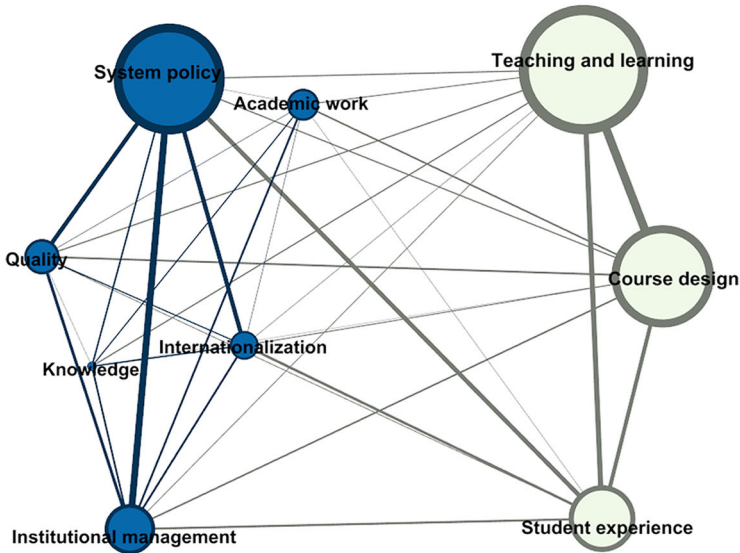 Teaching and learning
System policy
Academic work
Quality
Course design
Internationalization
Knowledge
Student experience
Institutional management